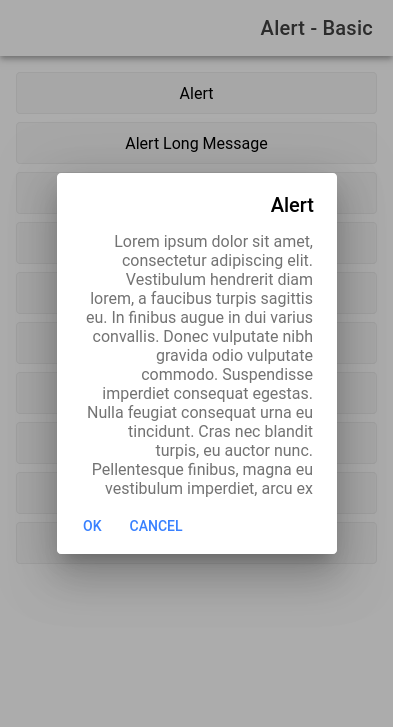 Alert - Basic
Alert
Alert Long Message
Alert
Lorem ipsum dolor sit amet,
consectetur adipiscing elit.
Vestibulum hendrerit diam
lorem, a faucibus turpis sagittis
eu. In finibus augue in dui varius
convallis. Donec vulputate nibh
gravida odio vulputate
commodo. Suspendisse
imperdiet consequat egestas.
Nulla feugiat consequat urna eu
tincidunt. Cras nec blandit
turpis, eu auctor nunc.
Pellentesque finibus, magna eu
vestibulum imperdiet, arcu ex
OK CANCEL